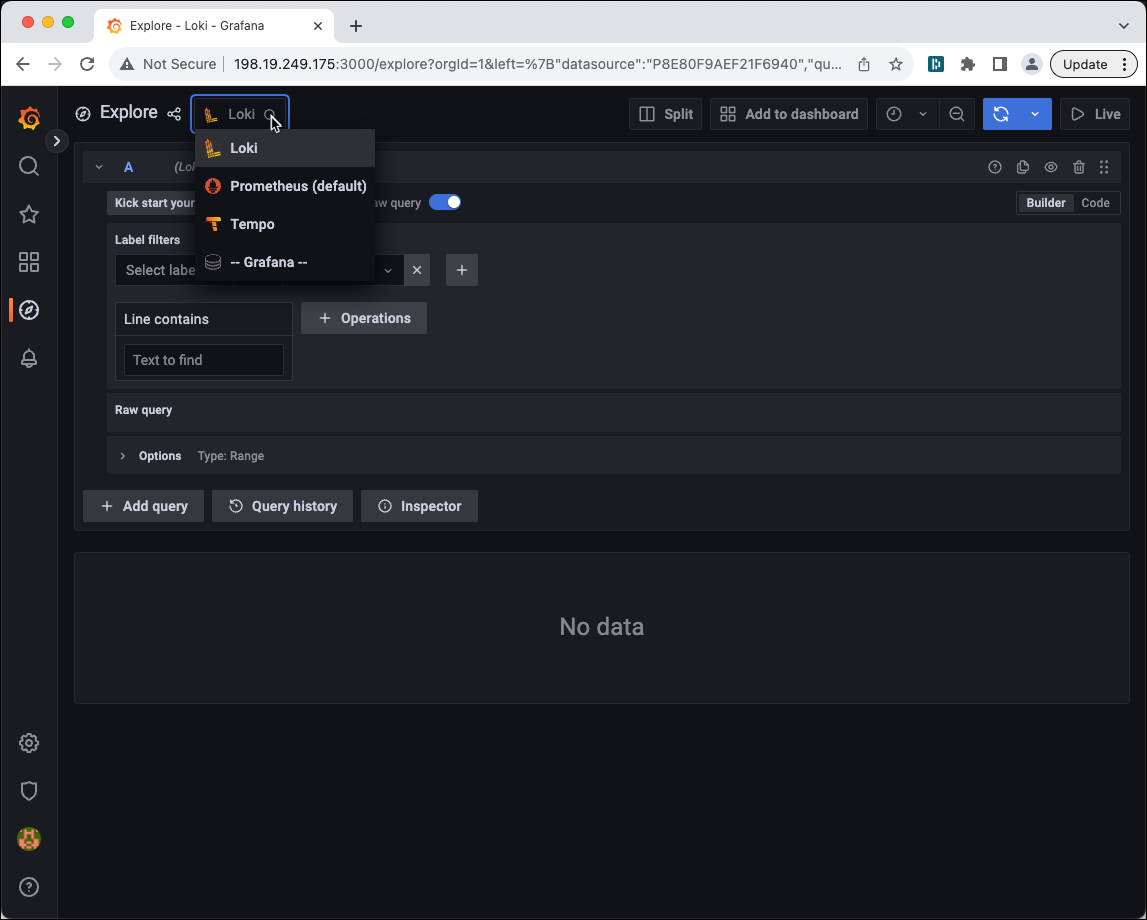 Explore - Loki - Grafana
Not Secure
198.19.249.175:3000/explore?orgId=1&left=%7B"datasource":"P8E80F9AEF21F6940","qu...
Update
Explore
Loki
Split
Add to dashboard
Live
Loki
Prometheus (default)
Tempo
-- Grafana --
A
(Lok
Kick start your
aw query
Builder
Code
Label filters
Select labe
Line contains
Operations
Text to find
Raw query
Options
Type: Range
Add query
Query history
Inspector
No data